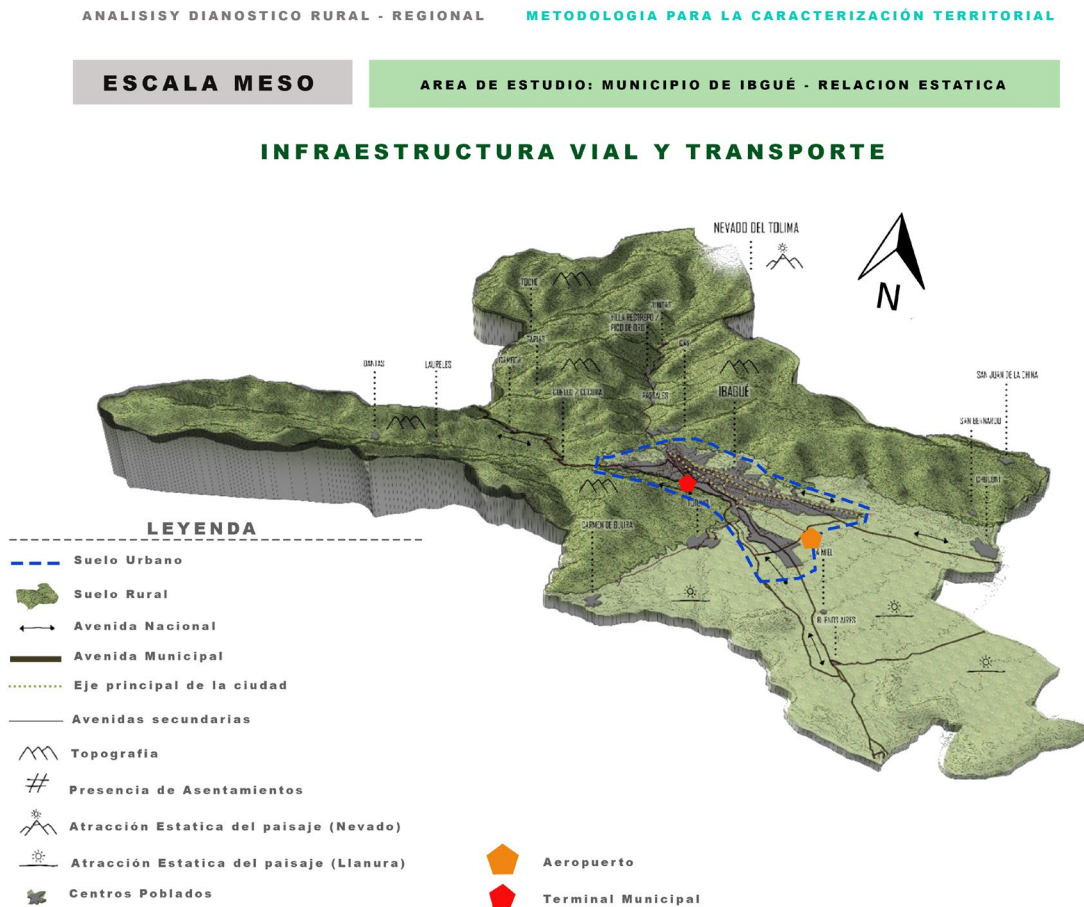 ANALISISY DIANOSTICO RURAL - REGIONAL
METODOLOGIA PARA LA CARACTERIZACIÓN TERRITORIAL
ESCALA MESO
AREA DE ESTUDIO: MUNICIPIO DE IBGUÉ - RELACION ESTATICA
INFRAESTRUCTURA VIAL Y TRANSPORTE
NEVADO DEL TOLIMA
N
TOCHE
VILLA RESTREPO /
PICO DE ORO
TAPIAS
DANTAS
LAURELES
SAN JUAN DE LA CHINA
IBAGUÉ
PASTALES
SAN BERNARDO
CARMEN DE BULIRA
BUENOS AIRES
LEYENDA
Suelo Urbano
Suelo Rural
Avenida Nacional
Avenida Municipal
Eje principal de la ciudad
Avenidas secundarias
Topografia
Presencia de Asentamientos
Atracción Estatica del paisaje (Nevado)
Atracción Estatica del paisaje (Llanura)
Centros Poblados
Aeropuerto
Terminal Municipal